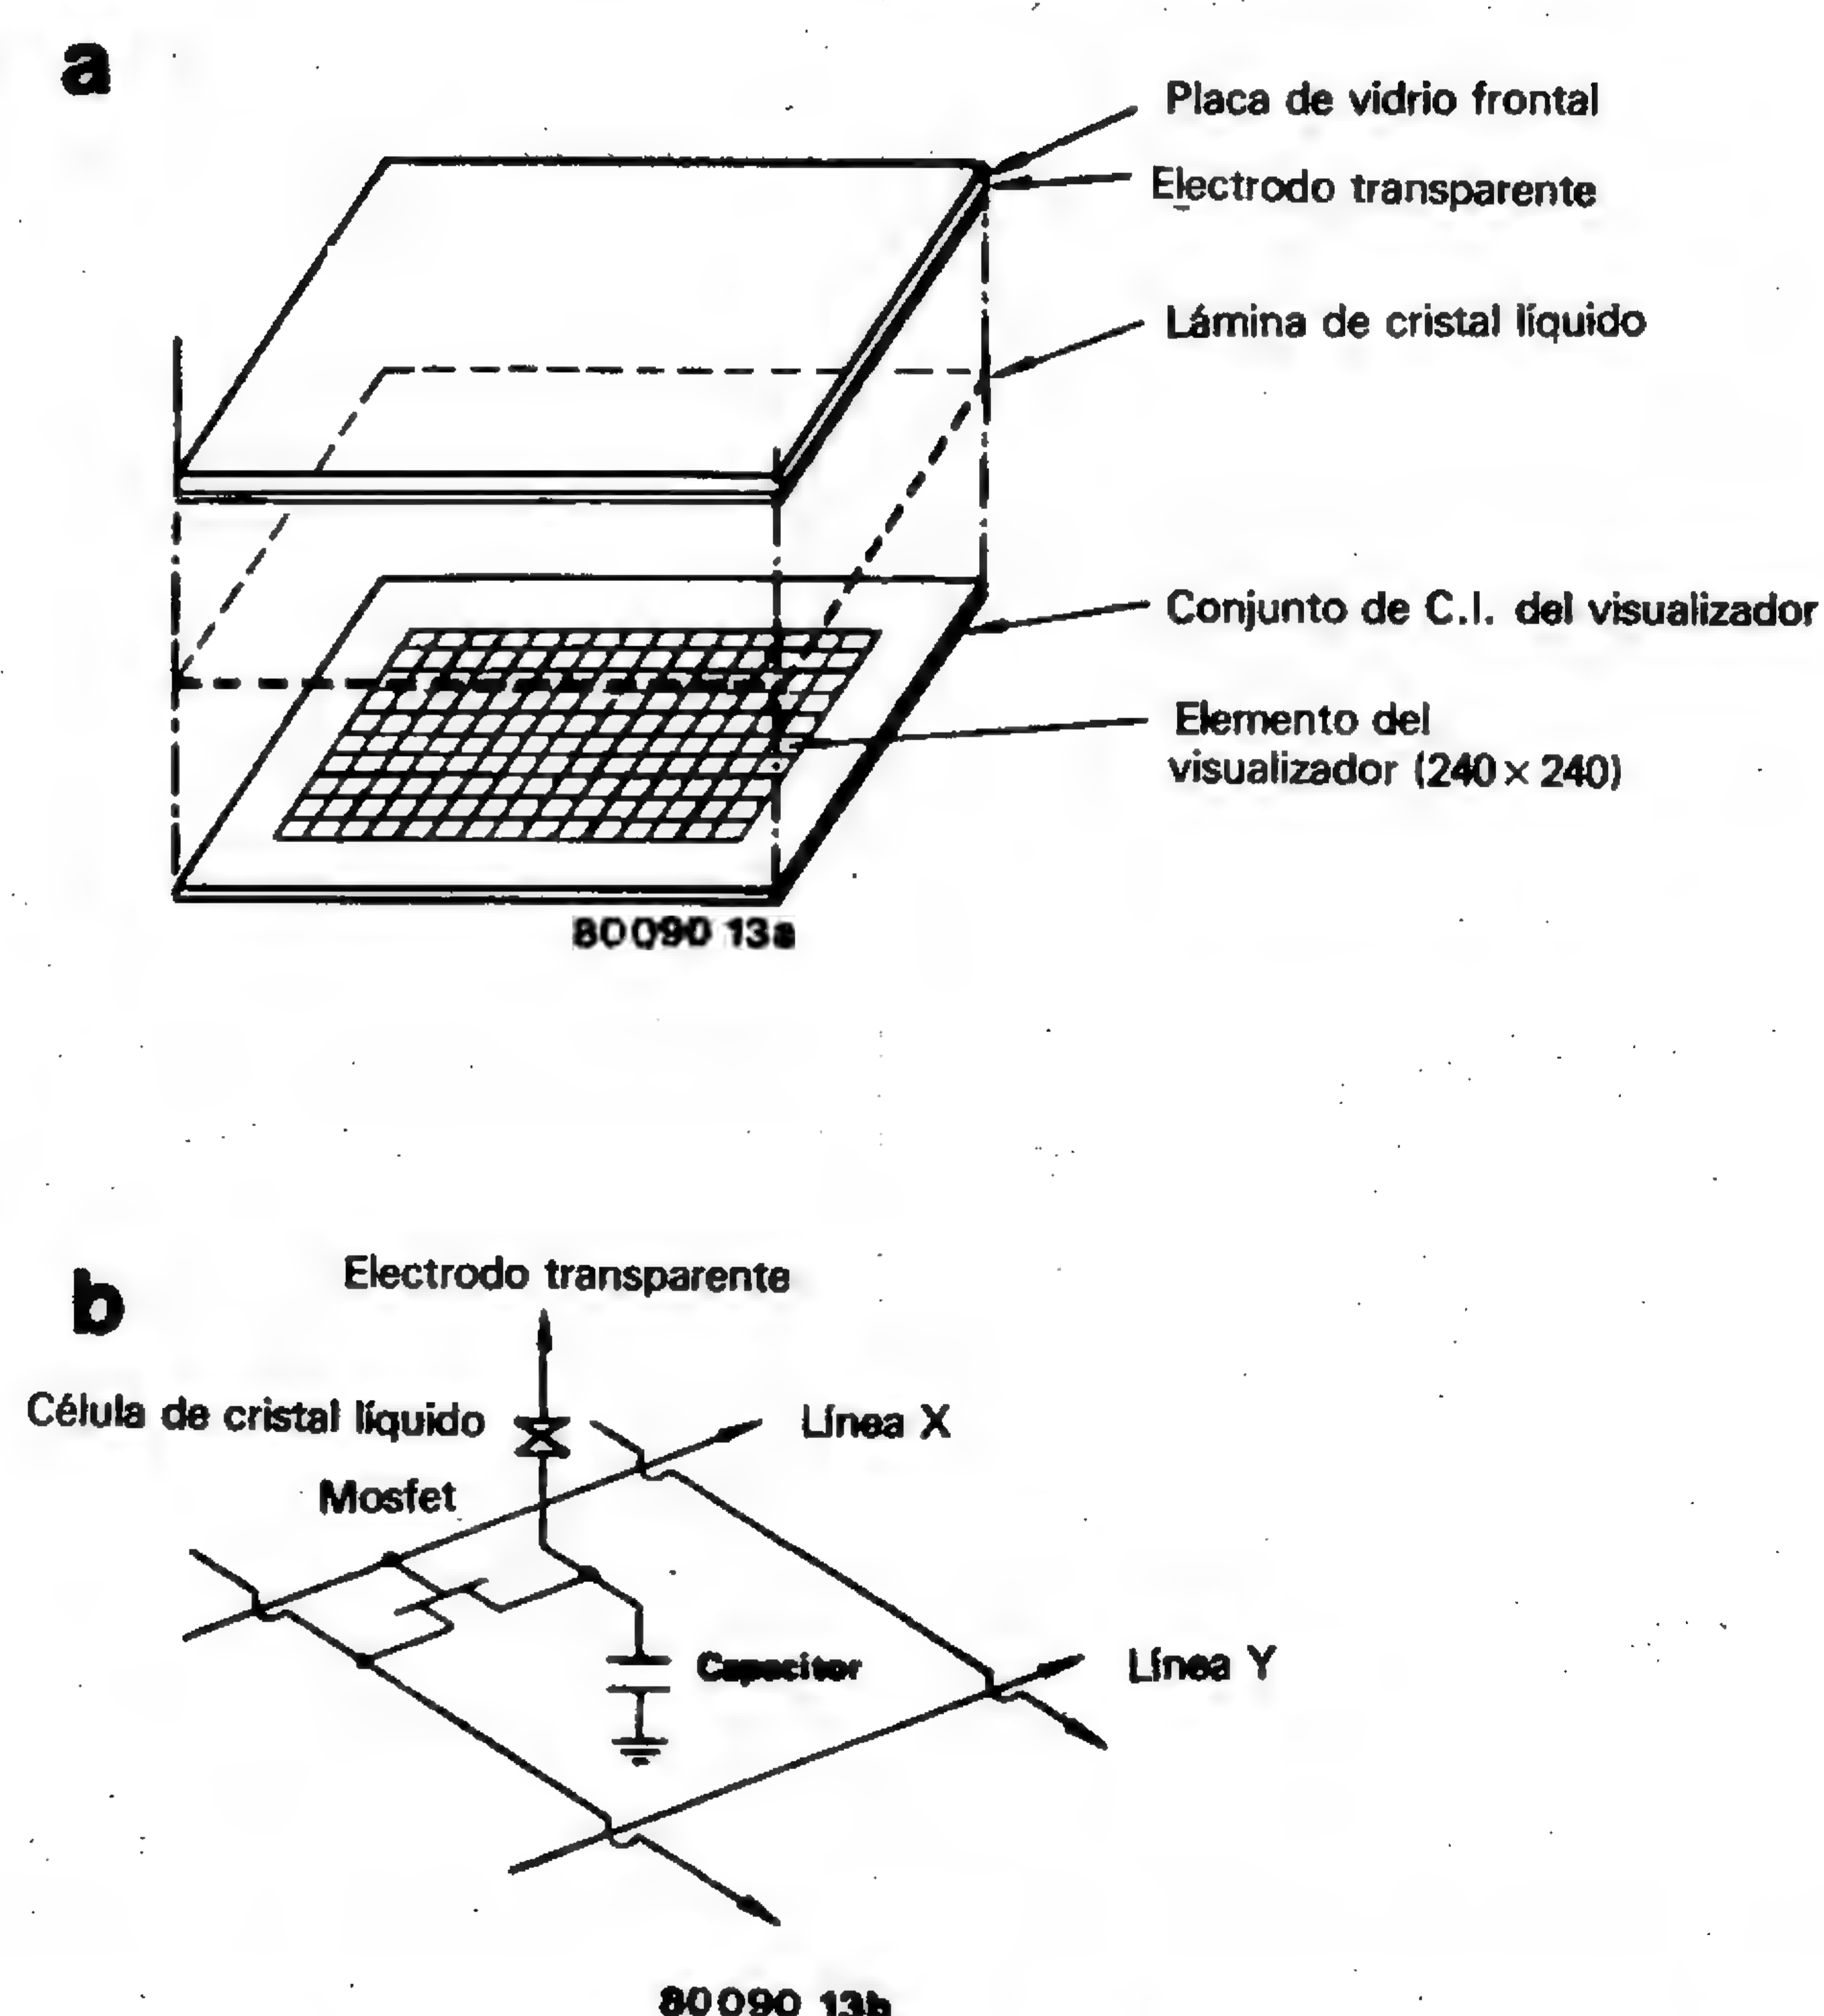 a
Placa de vidrio frontal
Electrodo transparente
Lámina de cristal líquido
Conjunto de C.I. del visualizador
Elemento del
visualizador (240 x 240)
80090 13a
b
Electrodo transparente
Célula de cristal líquido
Línea X
Mosfet
Capacitor
Línea Y
80090 13b